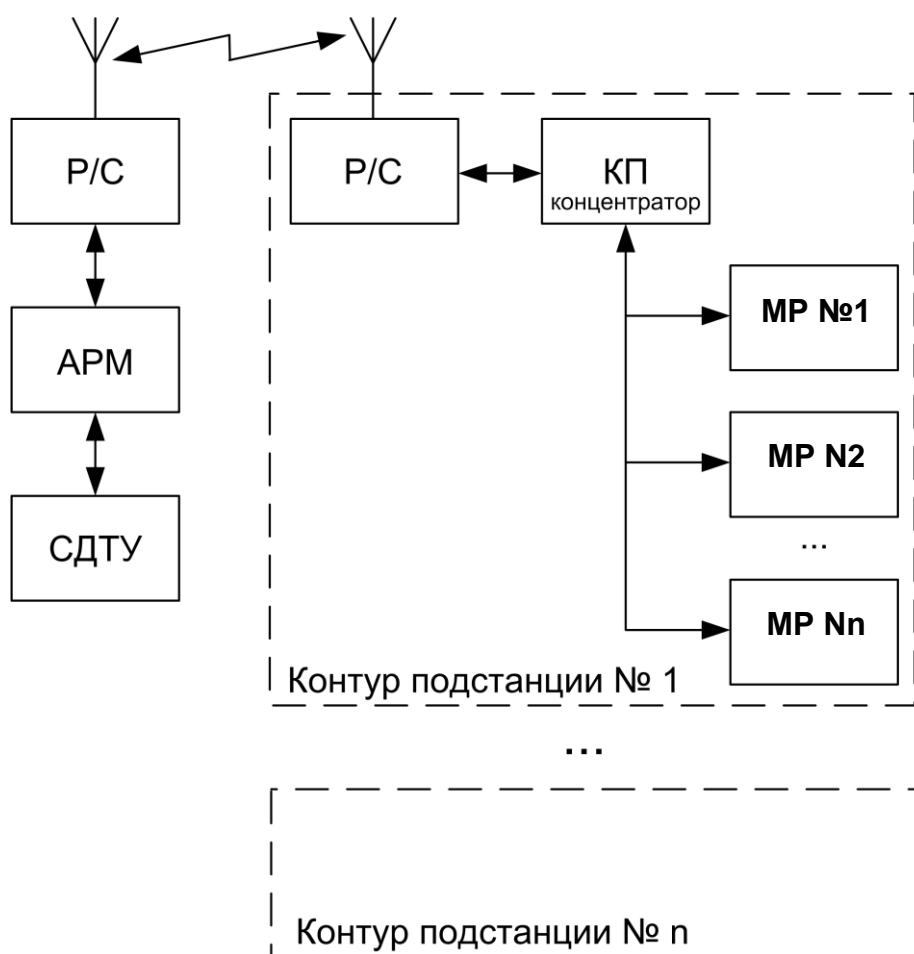 Р/С
АРМ
СДТУ
Р/С
КП
концентратор
МР №1
МР N2
...
МР Nn
Контур подстанции № 1
...
Контур подстанции № n